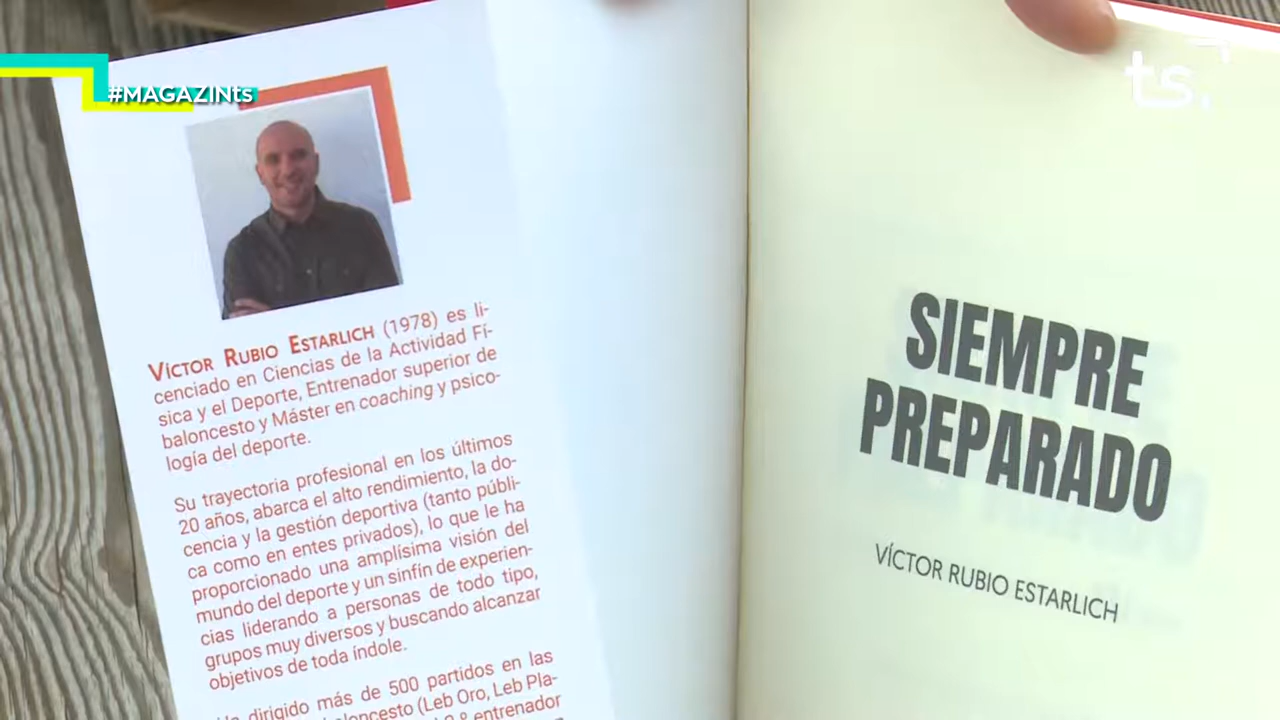 #MAGAZINts
ts.
VÍCTOR RUBIO ESTARLICH (1978) es li-
cenciado en Ciencias de la Actividad Fí-
sica y el Deporte, Entrenador superior de
baloncesto y Máster en coaching y psico-
logía del deporte.
Su trayectoria profesional en los últimos
20 años, abarca el alto rendimiento, la do-
cencia y la gestión deportiva (tanto públi-
ca como en entes privados), lo que le ha
proporcionado una amplísima visión del
mundo del deporte y un sinfín de experien-
cias liderando a personas de todo tipo,
grupos muy diversos y buscando alcanzar
objetivos de toda índole.
Ha dirigido más de 500 partidos en las
baloncesto (Leb Oro, Leb Pla-
entrenador
SIEMPRE
PREPARADO
VÍCTOR RUBIO ESTARLICH